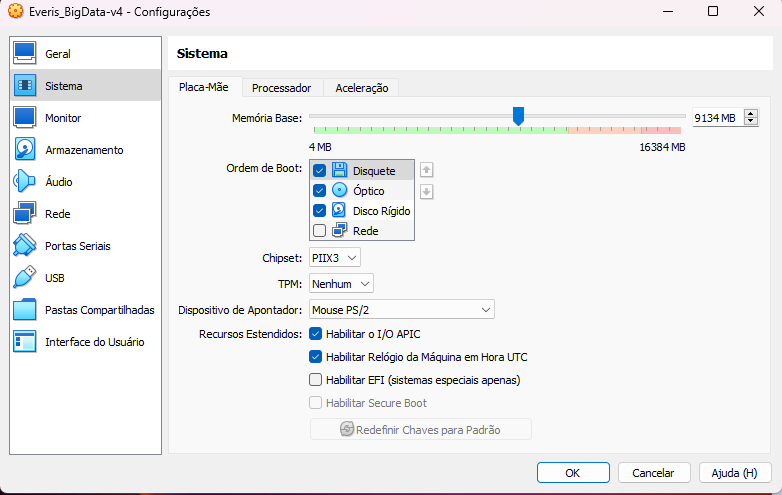 Everis_BigData-v4 - Configurações
Geral
Sistema
Monitor
Armazenamento
Áudio
Rede
Portas Seriais
USB
Pastas Compartilhadas
Interface do Usuário
Sistema
Placa-Mãe Processador Aceleração
Memória Base: 9134 MB
4 MB 16384 MB
Ordem de Boot: Disquete
Óptico
Disco Rígido
Rede
Chipset: PIIX3
TPM: Nenhum
Dispositivo de Apontador: Mouse PS/2
Recursos Estendidos: Habilitar o I/O APIC
Habilitar Relógio da Máquina em Hora UTC
Habilitar EFI (sistemas especiais apenas)
Habilitar Secure Boot
Redefinir Chaves para Padrão
OK Cancelar Ajuda (H)